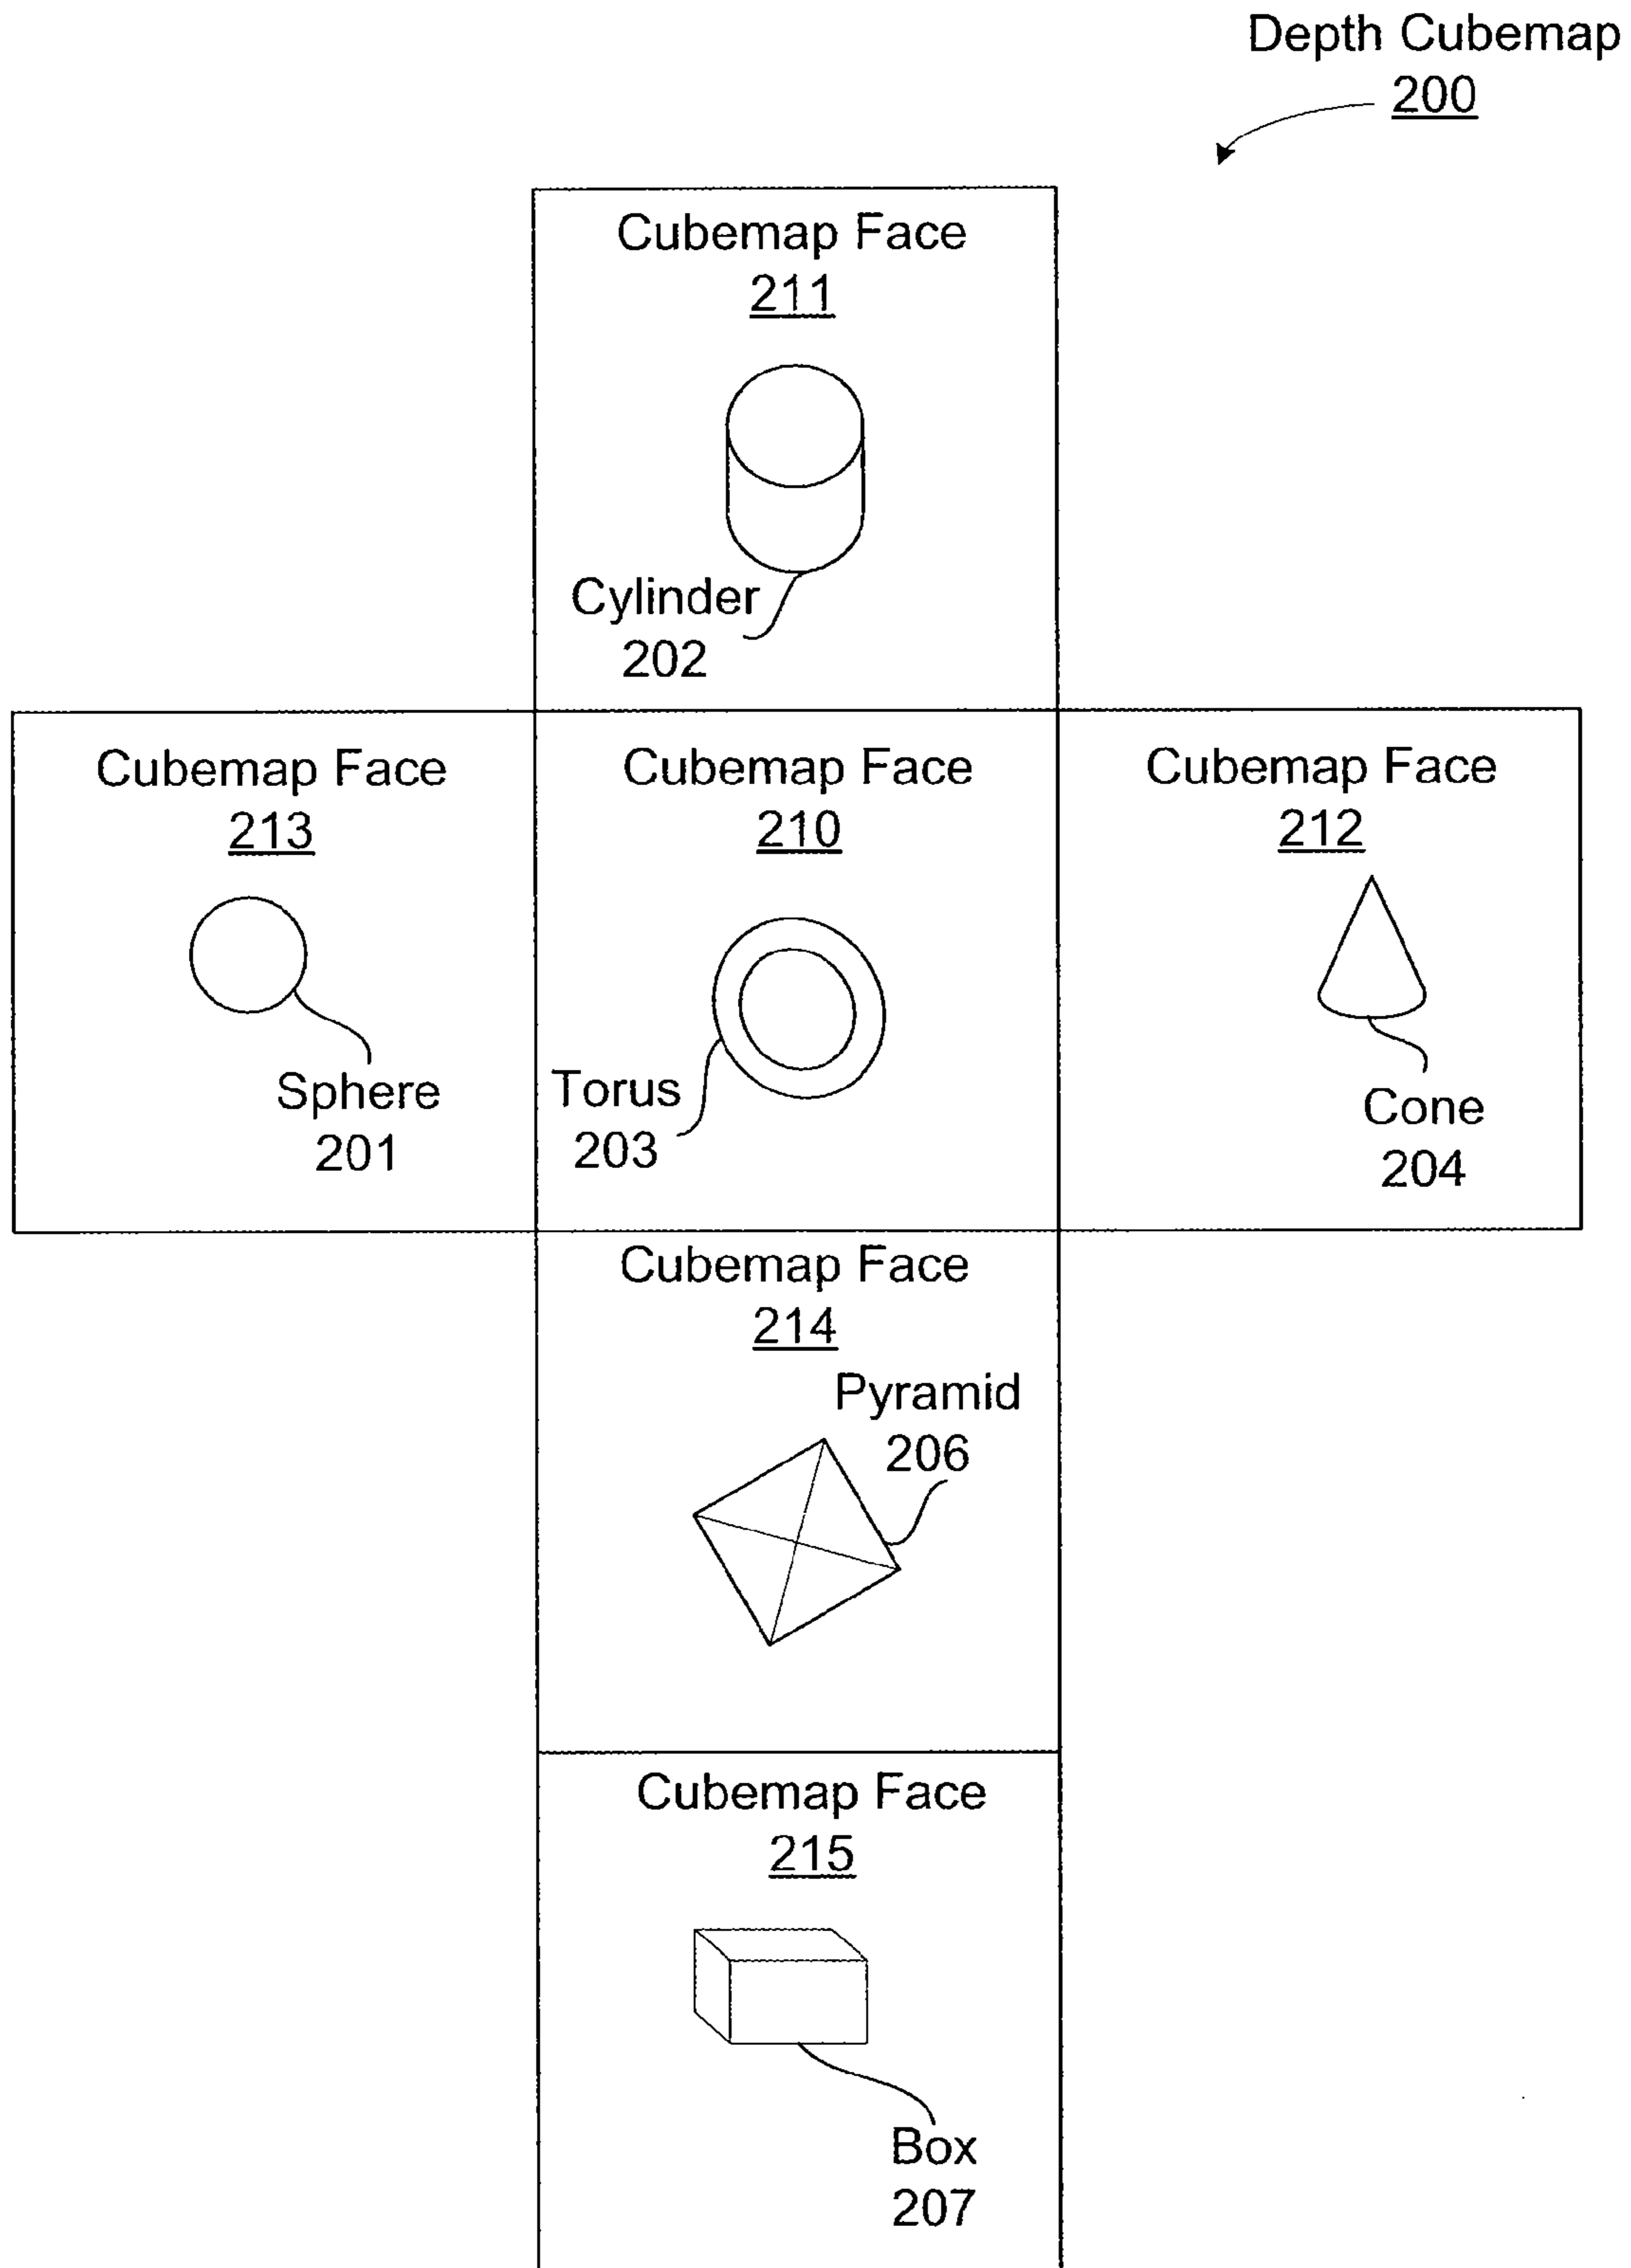 Depth Cubemap
200
Cubemap Face
211
Cylinder
202
Cubemap Face
213
Sphere
201
Cubemap Face
210
Torus
203
Cubemap Face
212
Cone
204
Cubemap Face
214
Pyramid
206
Cubemap Face
215
Box
207